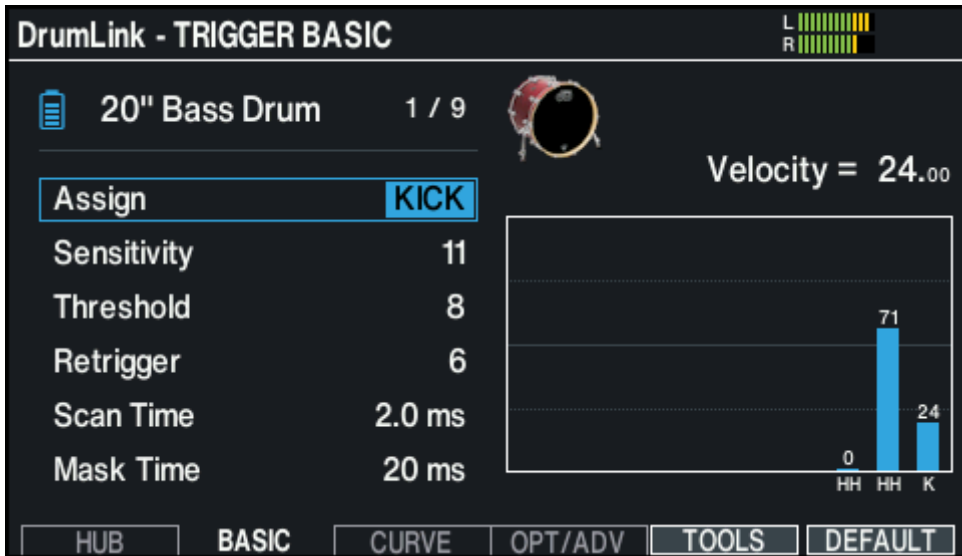 DrumLink - TRIGGER BASIC
L
R
20" Bass Drum 1 / 9
Velocity = 24.00
Assign KICK
Sensitivity 11
Threshold 8
Retrigger 6
Scan Time 2.0 ms
Mask Time 20 ms
71
24
0
HH HH K
HUB BASIC CURVE OPT/ADV TOOLS DEFAULT